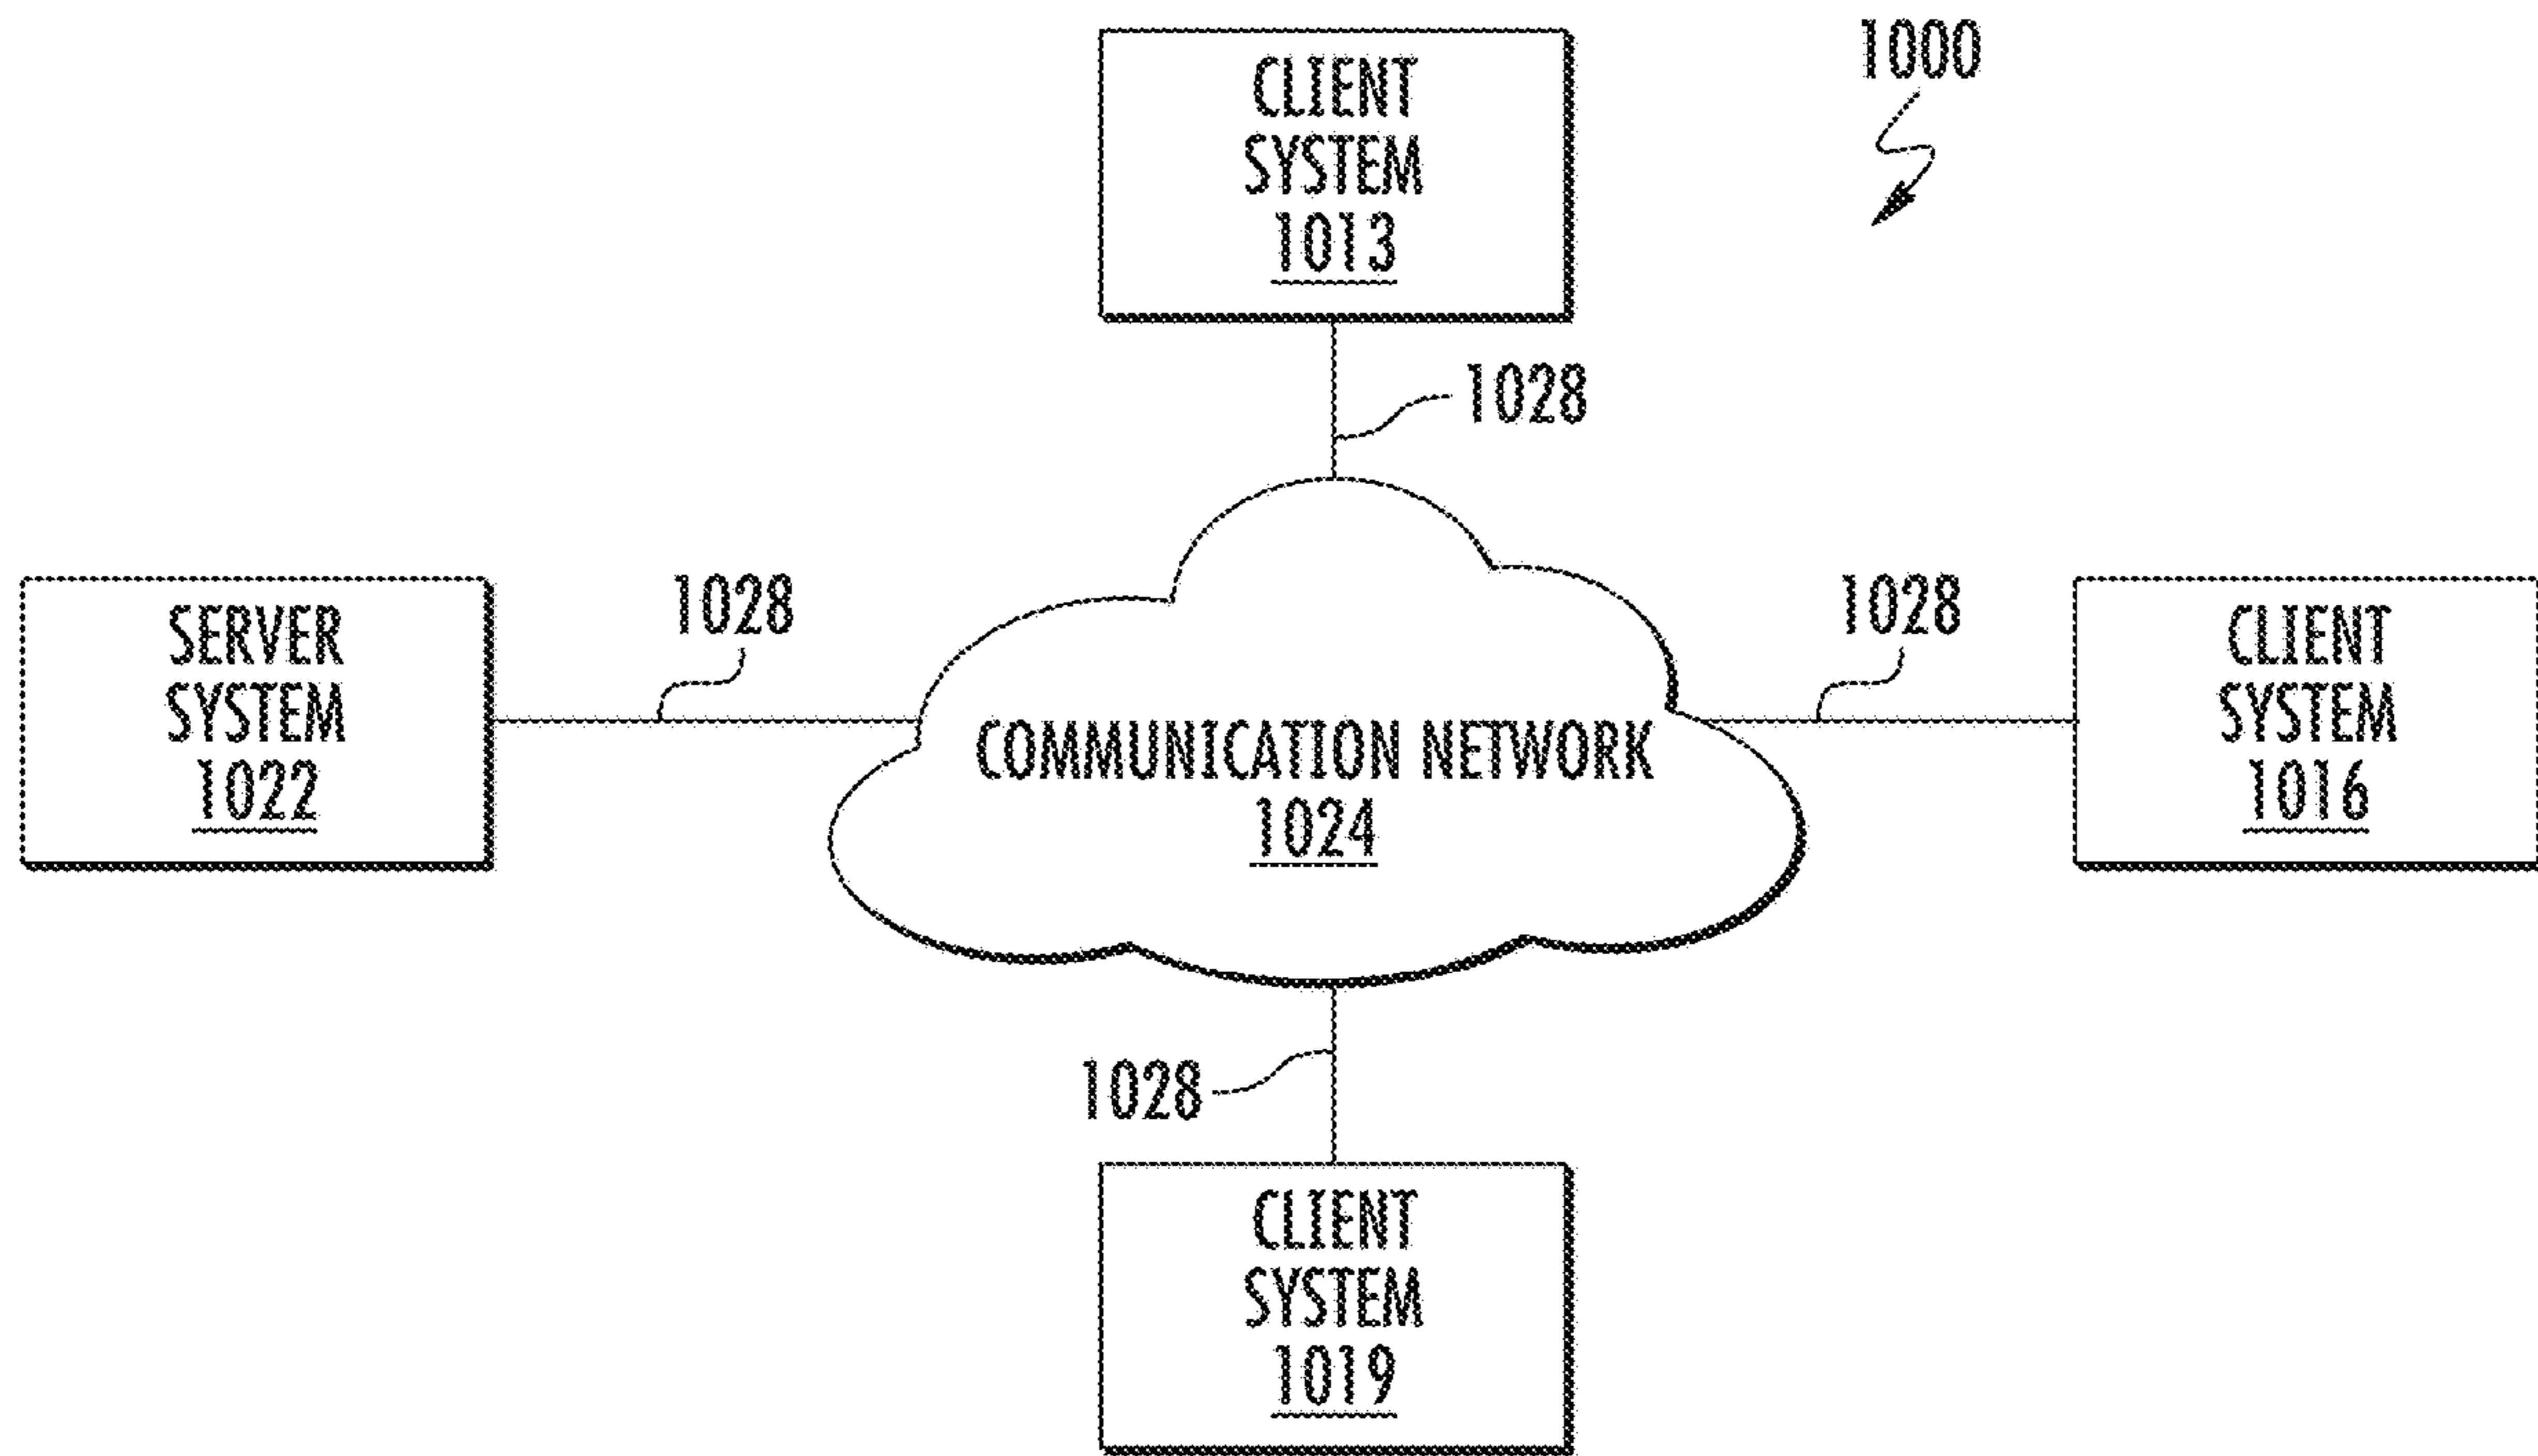 1000
CLIENT
SYSTEM
1013
1028
SERVER
SYSTEM
1022
1028
COMMUNICATION NETWORK
1024
1028
CLIENT
SYSTEM
1016
1028
CLIENT
SYSTEM
1019